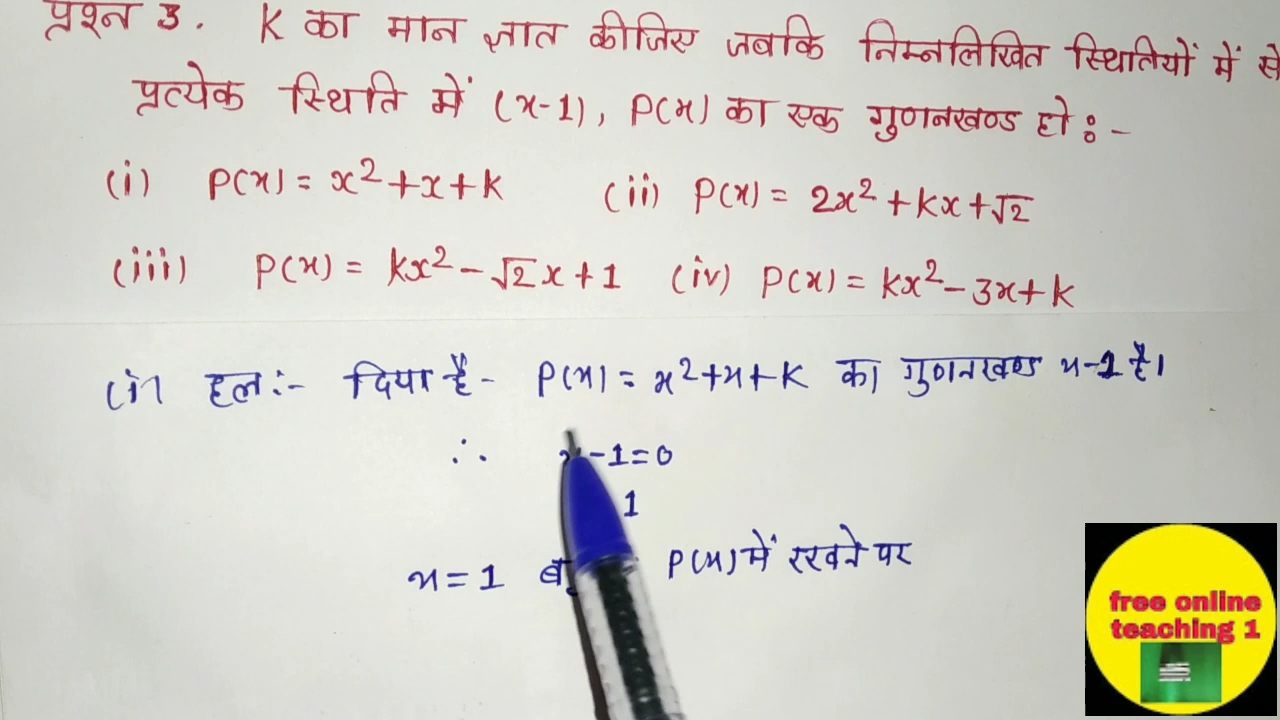 प्रश्न 3. K का मान ज्ञात कीजिए जबकि निम्नलिखित स्थितियों में से
प्रत्येक स्थिति में (x-1), P(x) का एक गुणनखण्ड हो:-
(i) P(x) = x²+x+k (ii) P(x) = 2x²+kx+√2
(iii) P(x) = kx²-√2x+1 (iv) P(x) = kx²-3x+k
(i) हल:- दिया है- P(x) = x²+x+k का गुणनखण्ड x-1 है।
∴ x-1=0
1
x=1 P(x) में रखने पर
free online
teaching 1